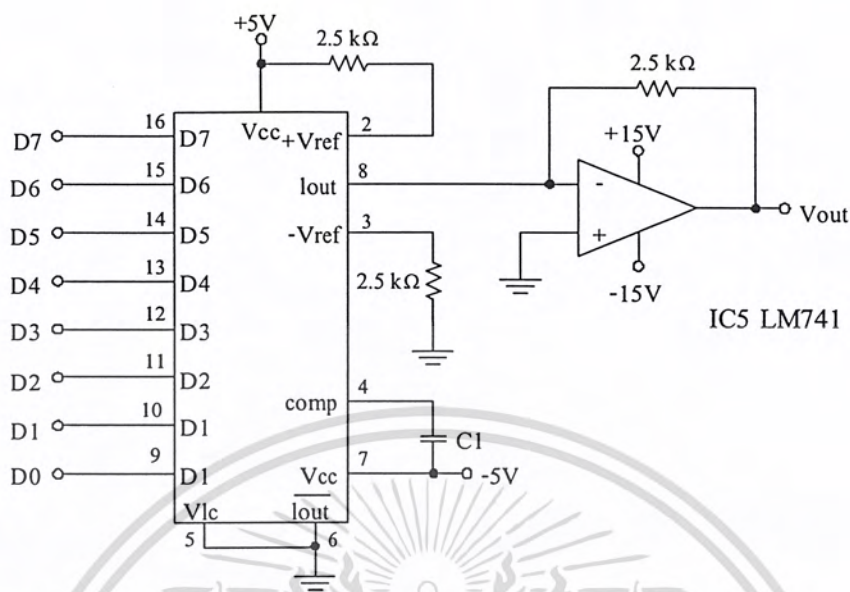 +5V
2.5 kΩ
2.5 kΩ
D7 16 D7
Vcc +Vref 2
+15V
D6 15 D6
Iout 8
-
Vout
D5 14 D5
-Vref 3
+
D4 13 D4
2.5 kΩ
-15V
D3 12 D3
IC5 LM741
D2 11 D2
comp 4
D1 10 D1
C1
D0 9 D1
Vcc 7
-5V
Vlc Iout
5 6